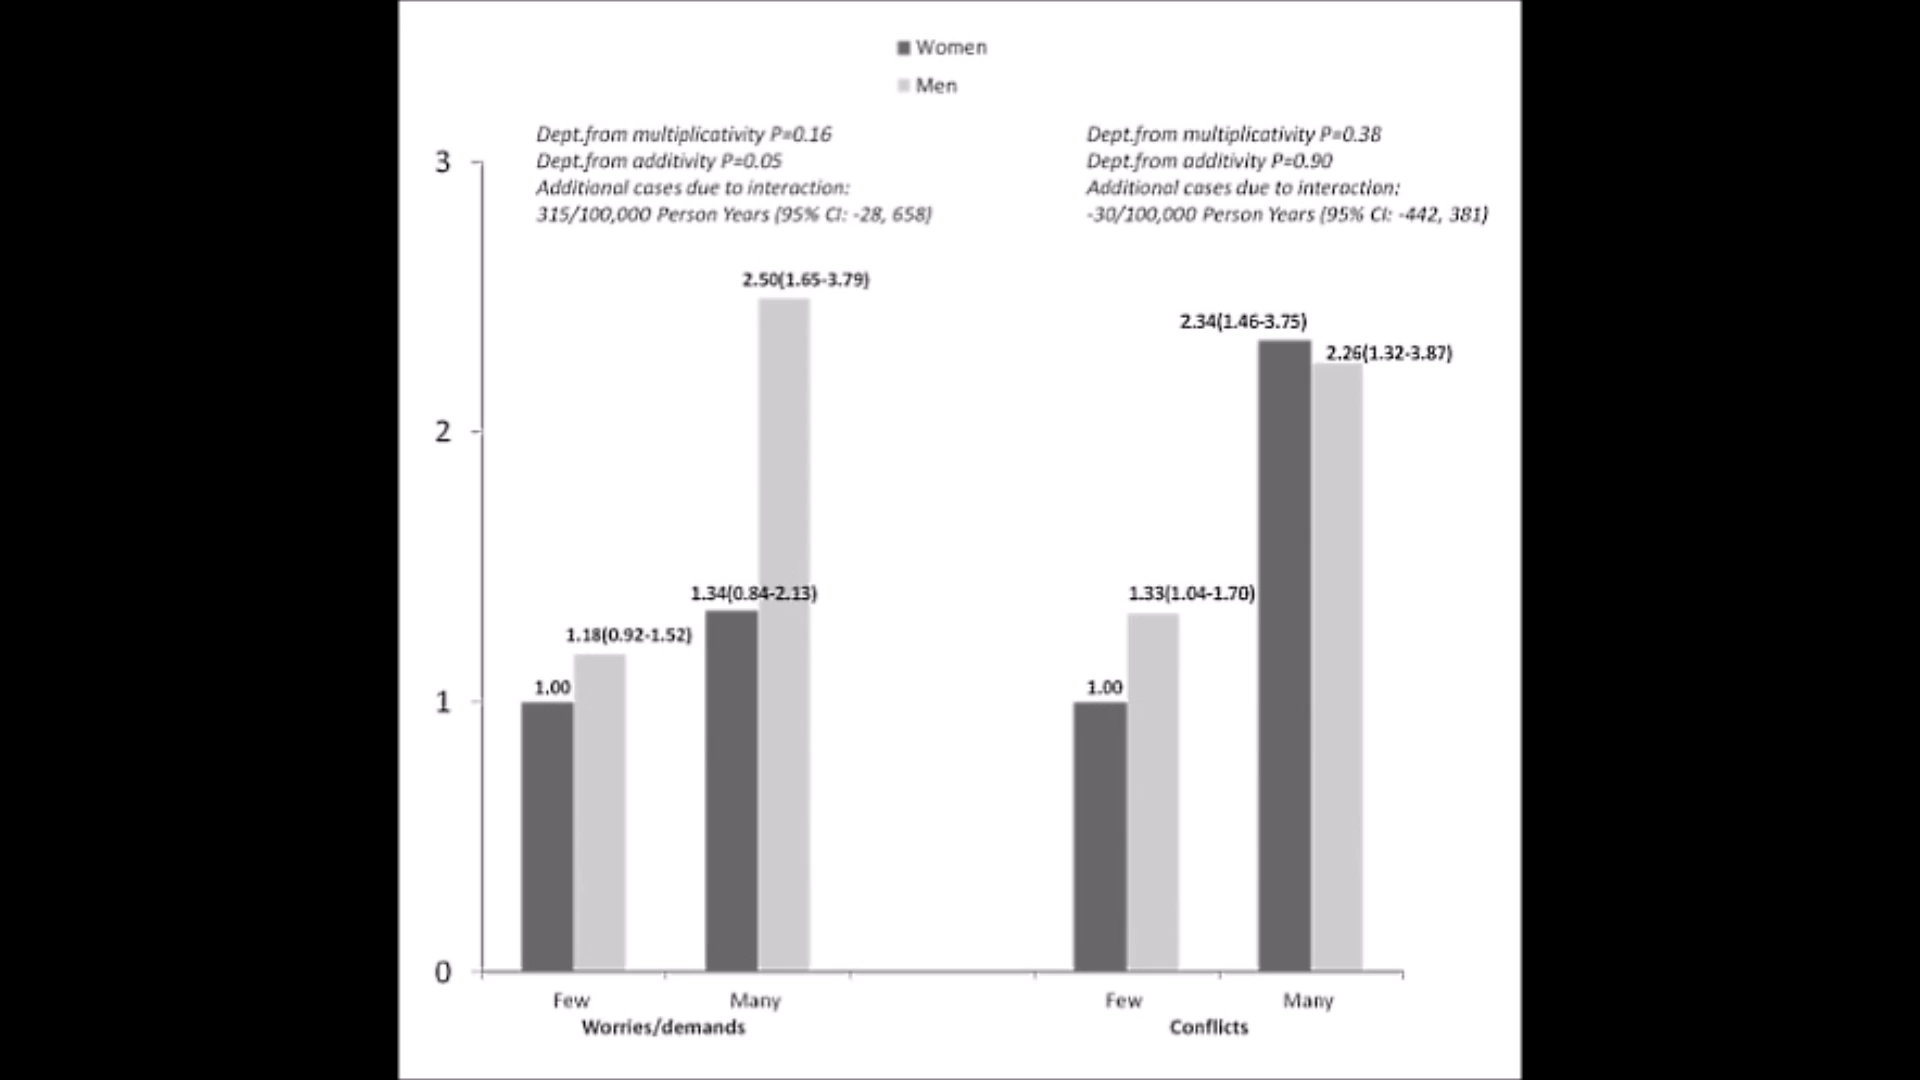 Women
Men
Dept.from multiplicativity P=0.16
Dept.from additivity P=0.05
Additional cases due to interaction:
315/100,000 Person Years (95% CI: -28, 658)
Dept.from multiplicativity P=0.38
Dept.from additivity P=0.90
Additional cases due to interaction:
-30/100,000 Person Years (95% CI: -442, 381)
3
2
1
0
1.00
1.18(0.92-1.52)
1.34(0.84-2.13)
2.50(1.65-3.79)
1.00
1.33(1.04-1.70)
2.34(1.46-3.75)
2.26(1.32-3.87)
Few
Many
Worries/demands
Few
Many
Conflicts